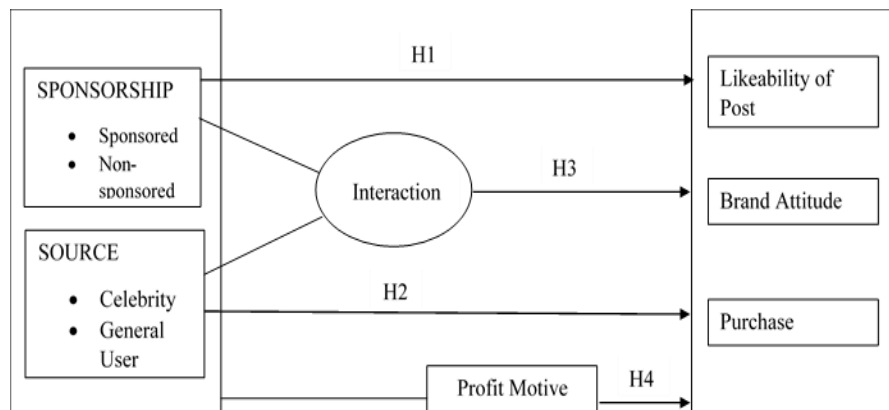 H1
SPONSORSHIP
• Sponsored
• Non-
sponsored
Likeability of
Post
Interaction
H3
Brand Attitude
SOURCE
• Celebrity
• General
User
H2
Purchase
Profit Motive
H4